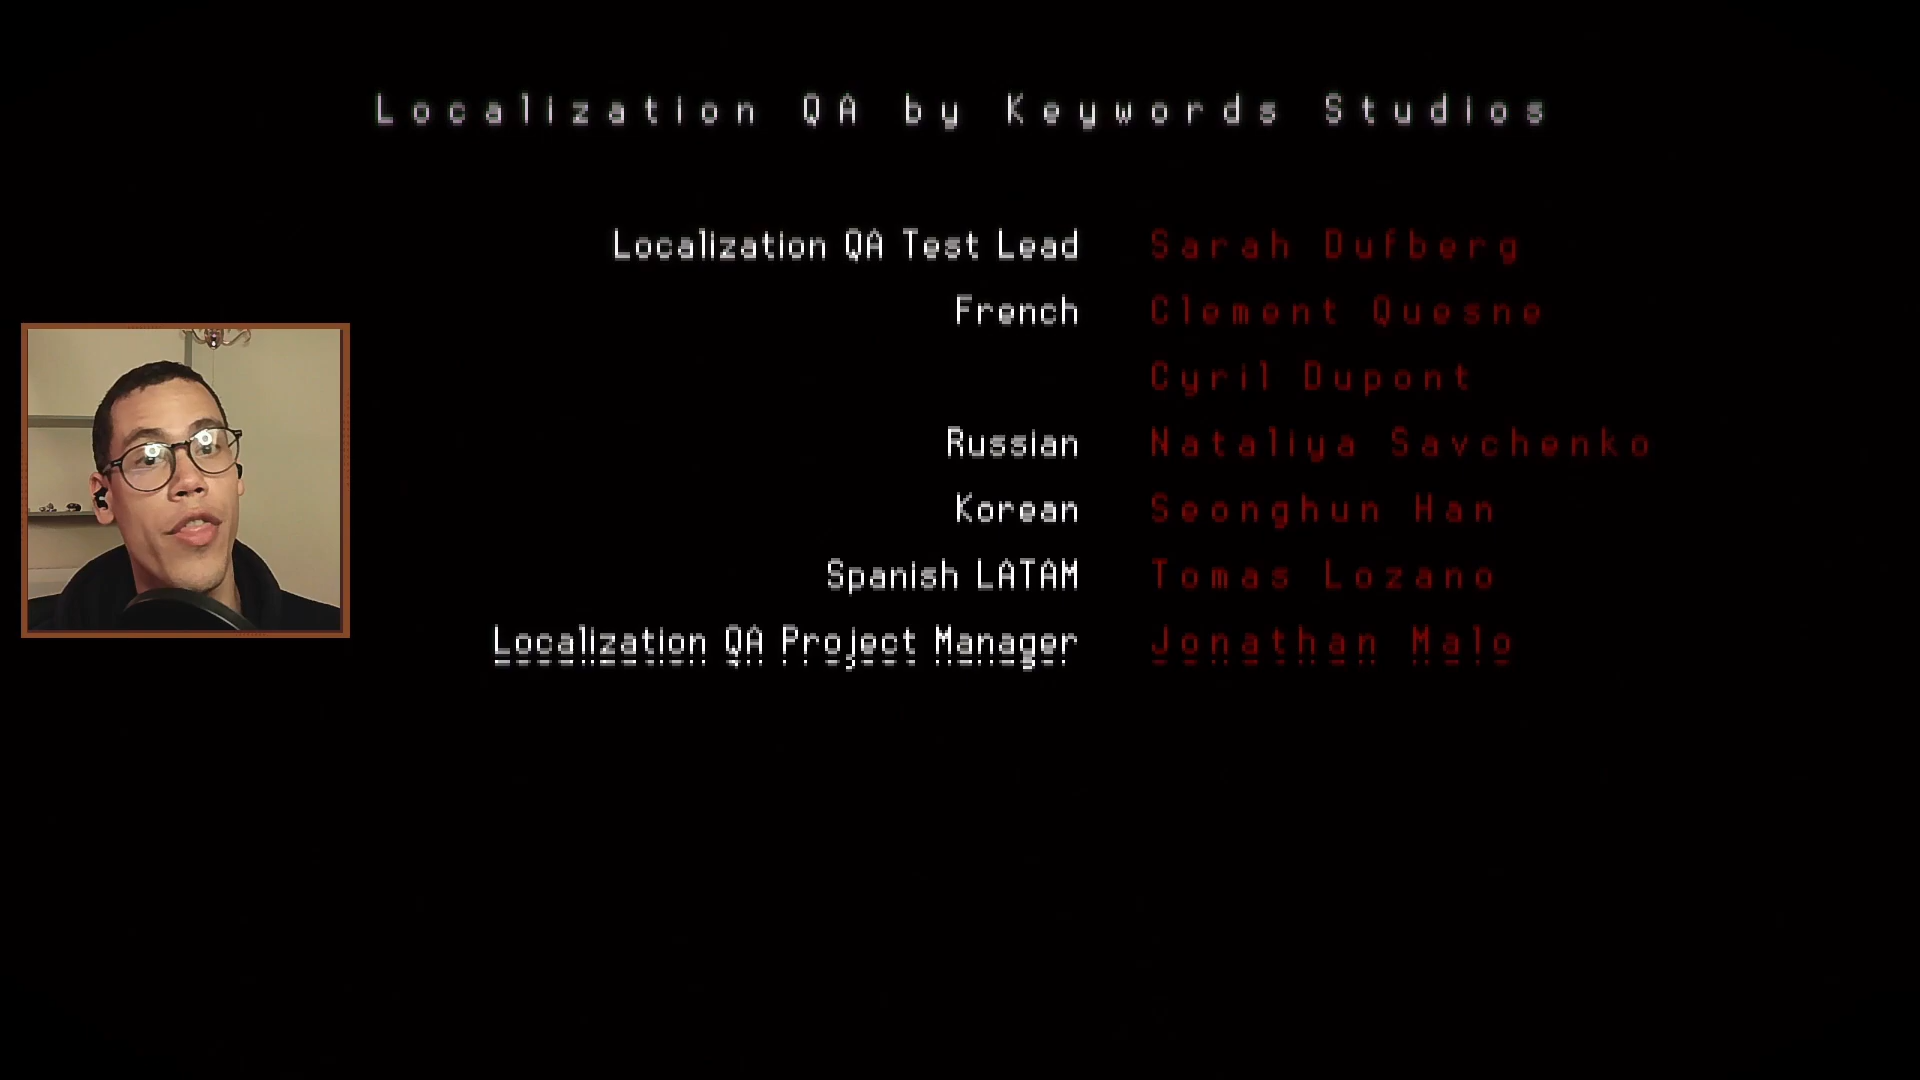 Localization QA by Keywords Studios
Localization QA Test Lead Sarah Dufberg
French Clement Quesne
Cyril Dupont
Russian Nataliya Savchenko
Korean Seonghun Han
Spanish LATAM Tomas Lozano
Localization QA Project Manager Jonathan Malo